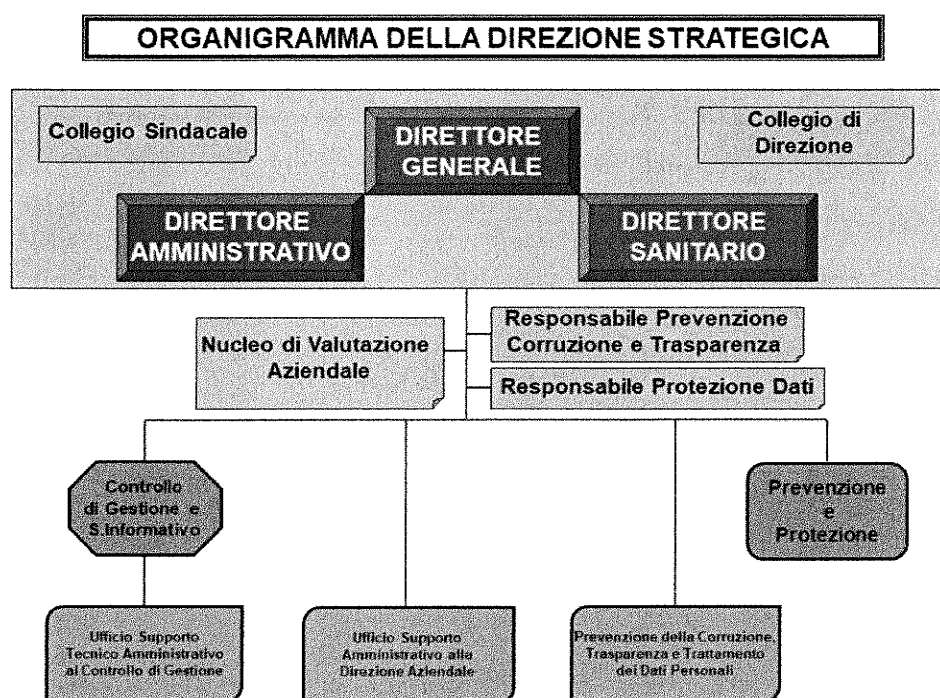 ORGANIGRAMMA DELLA DIREZIONE STRATEGICA
Collegio Sindacale
DIRETTORE
GENERALE
Collegio di
Direzione
DIRETTORE
AMMINISTRATIVO
DIRETTORE
SANITARIO
Nucleo di Valutazione
Aziendale
Responsabile Prevenzione
Corruzione e Trasparenza
Responsabile Protezione Dati
Controllo
di Gestione e
S.Informativo
Prevenzione
e
Protezione
Ufficio Supporto
Tecnico Amministrativo
al Controllo di Gestione
Ufficio Supporto
Amministrativo alla
Direzione Aziendale
Prevenzione della Corruzione,
Trasparenza e Trattamento
dei Dati Personali